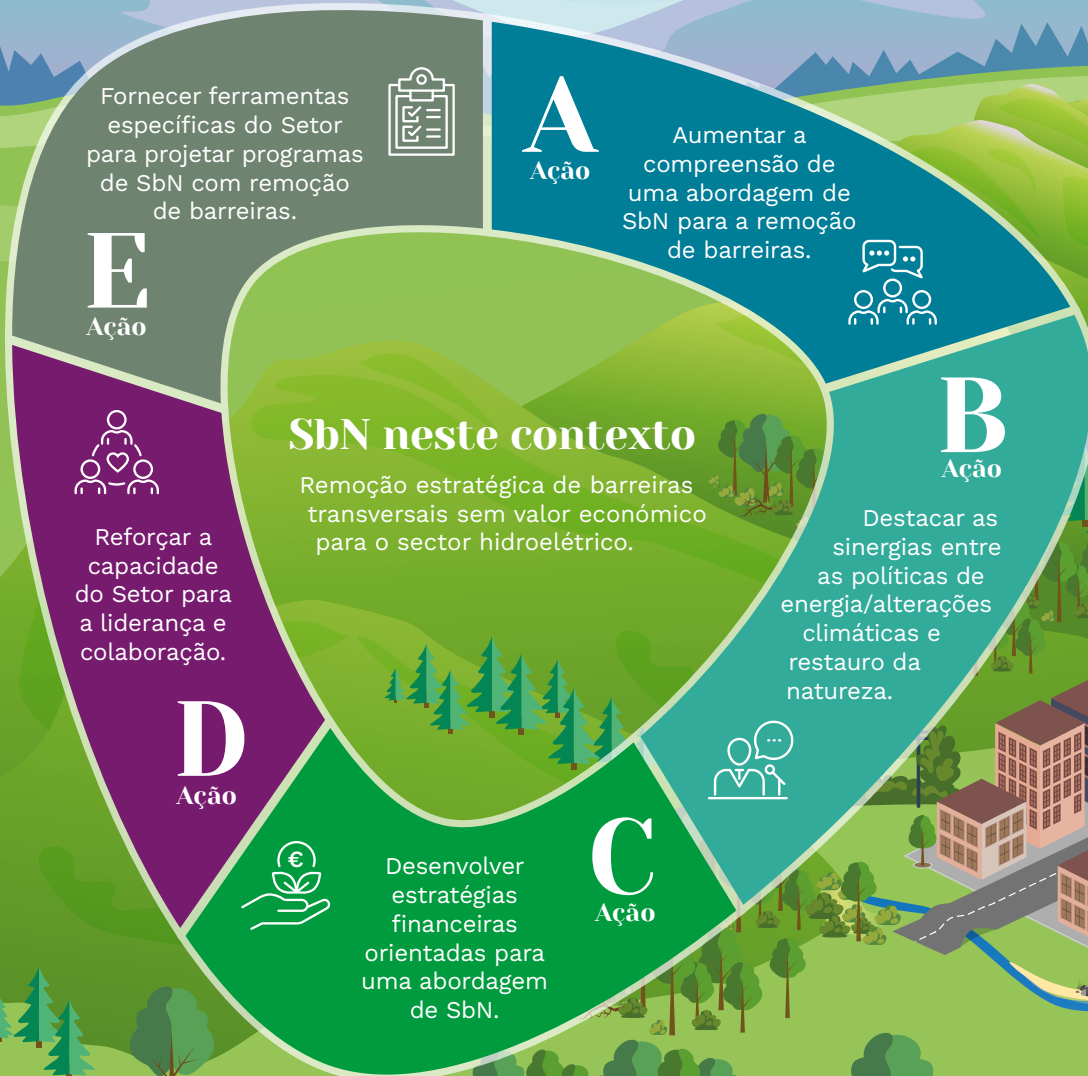 A
Ação
Aumentar a
compreensão de
uma abordagem de
SbN para a remoção
de barreiras.
B
Ação
Destacar as
sinergias entre
as políticas de
energia/alterações
climáticas e
restauro da
natureza.
C
Ação
Desenvolver
estratégias
financeiras
orientadas para
uma abordagem
de SbN.
€
D
Ação
Reforçar a
capacidade
do Setor para
a liderança e
colaboração.
E
Ação
Fornecer ferramentas
específicas do Setor
para projetar programas
de SbN com remoção
de barreiras.
SbN neste contexto
Remoção estratégica de barreiras
transversais sem valor económico
para o sector hidroelétrico.